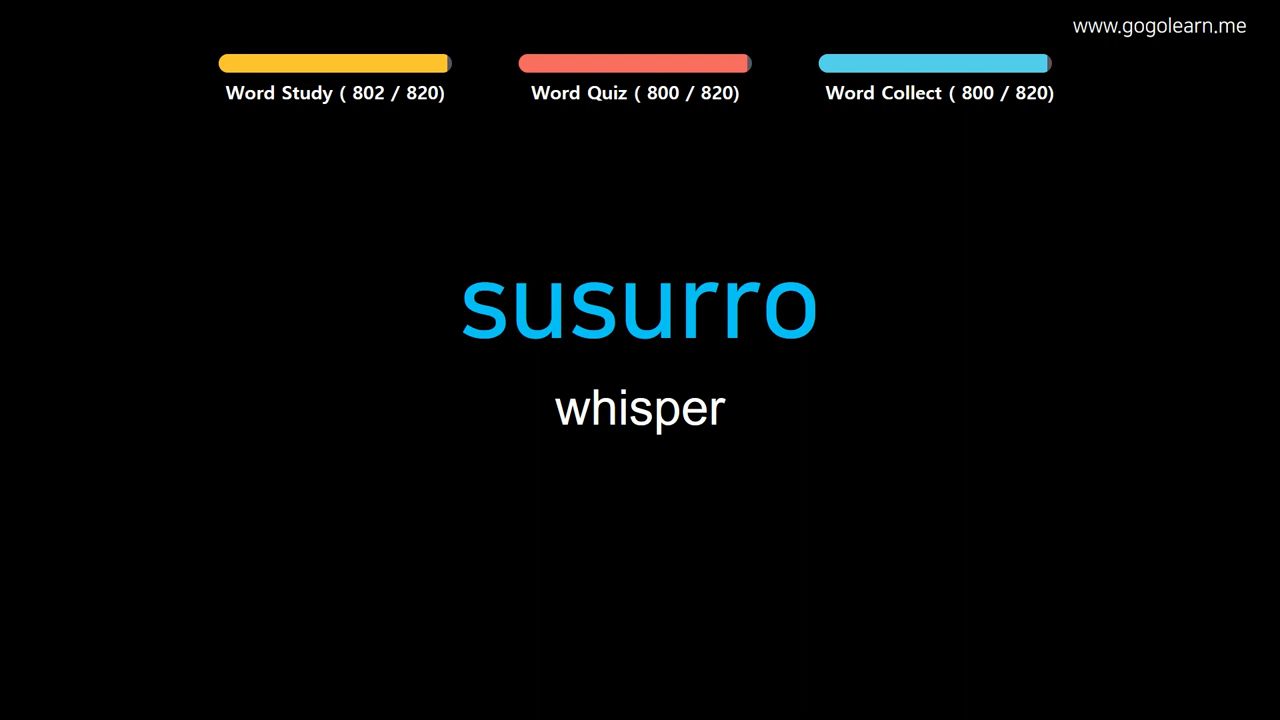 www.gogolearn.me
Word Study ( 802 / 820)
Word Quiz ( 800 / 820)
Word Collect ( 800 / 820)
susurro
whisper